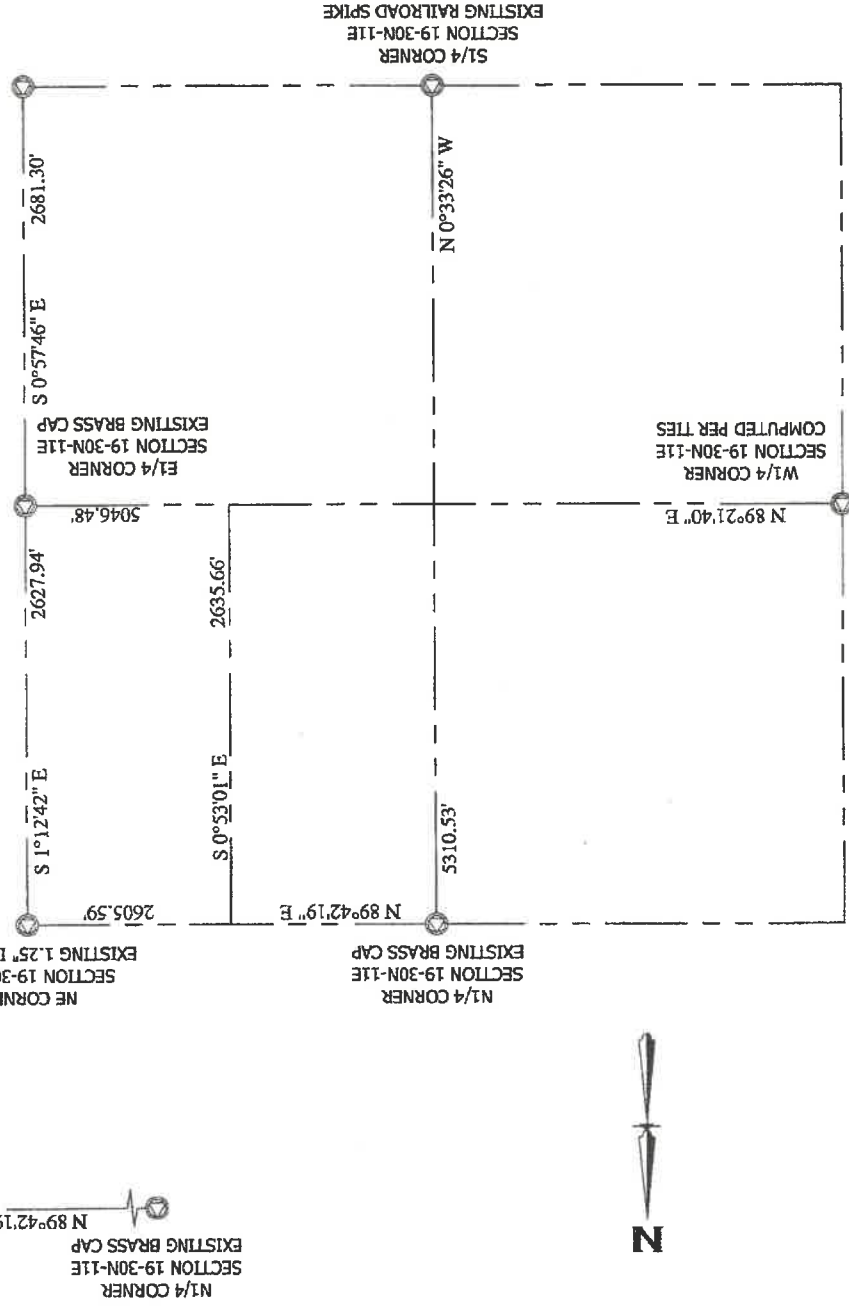 S1/4 CORNER
SECTION 19-30N-11E
EXISTING RAILROAD SPIKE
2681.30'
S 0°57'46" E
N 0°33'26" W
E1/4 CORNER
SECTION 19-30N-11E
EXISTING BRASS CAP
W1/4 CORNER
SECTION 19-30N-11E
COMPUTED PER TIES
5046.48'
N 89°21'40" E
2627.94'
2635.66'
S 1°12'42" E
S 0°53'01" E
5310.53'
2605.59'
N 89°42'19" E
NE CORN
SECTION 19-30
EXISTING 1.25"
N1/4 CORNER
SECTION 19-30N-11E
EXISTING BRASS CAP
N 89°42'19
N1/4 CORNER
SECTION 19-30N-11E
EXISTING BRASS CAP
N